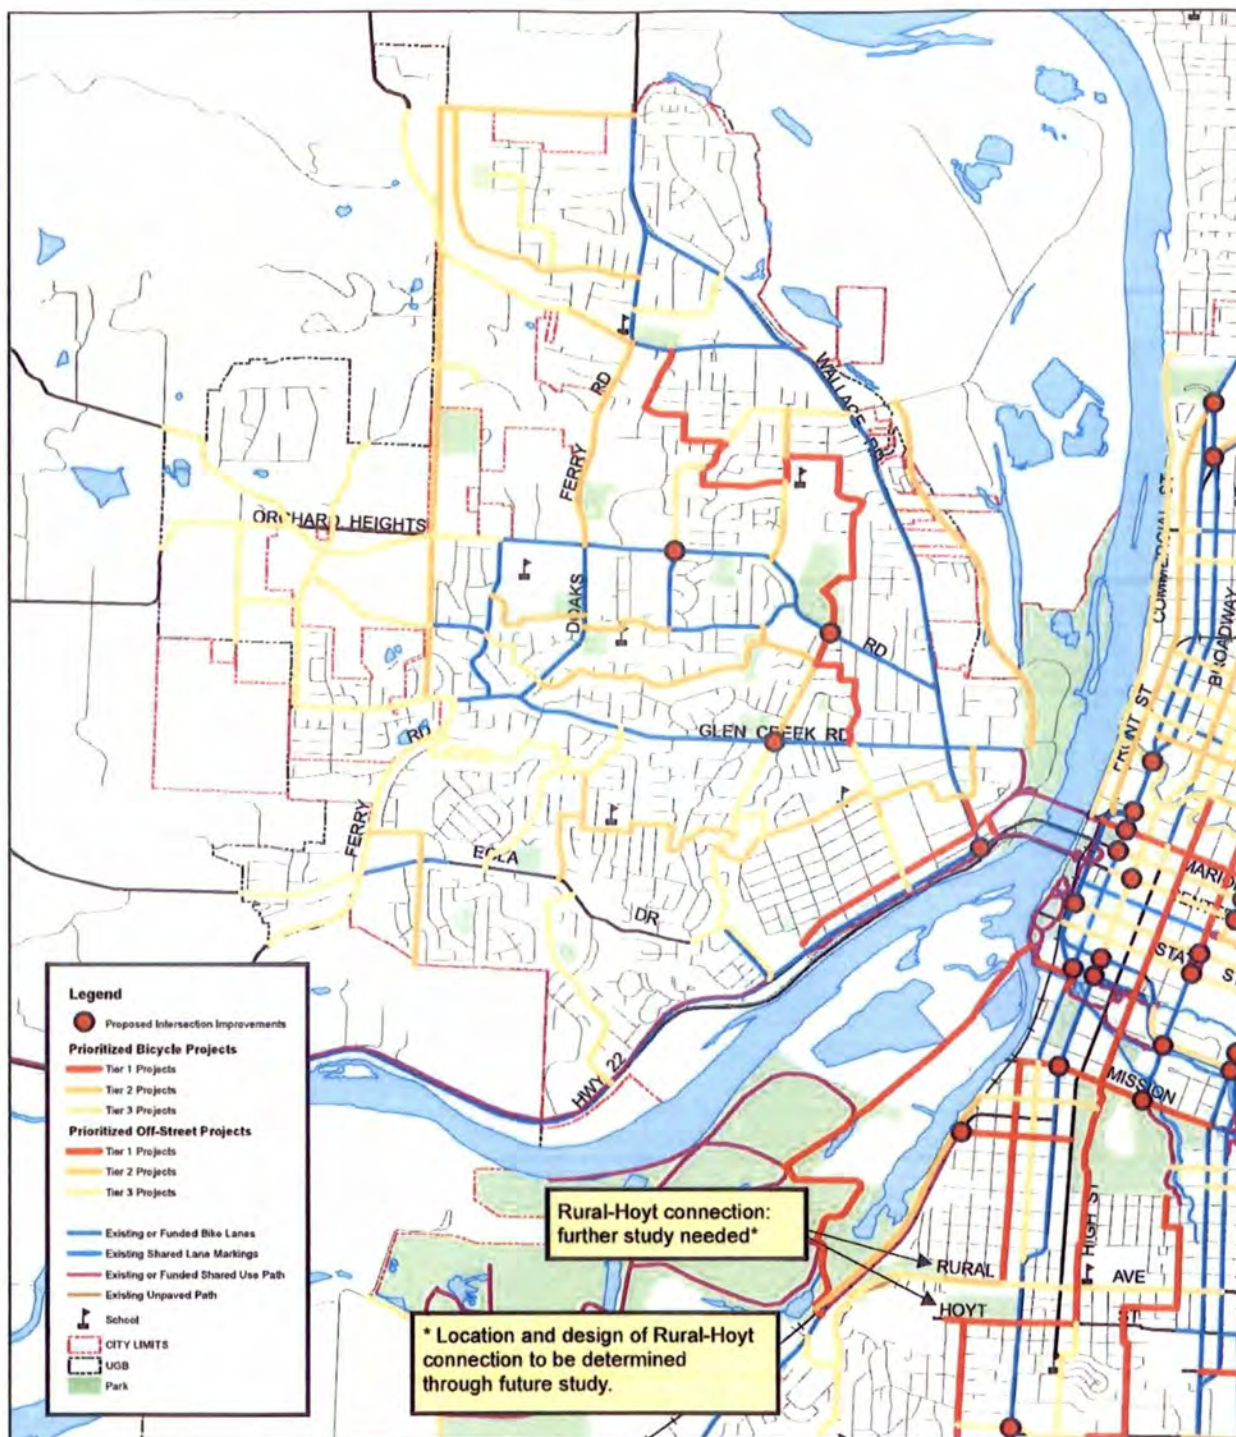 WALLACE RD
RD
FERRY
ORCHARD HEIGHTS
DOAKS
RD
GLEN CREEK RD
RD
FERRY
EOLA
DR
HWY 22
COMMERCIAL ST
BROADWAY
FRONT ST
MARION
STAT
S
MISSION
HIGH ST
RURAL
AVE
HOYT
ST
Legend
Proposed Intersection Improvements
Prioritized Bicycle Projects
Tier 1 Projects
Tier 2 Projects
Tier 3 Projects
Prioritized Off-Street Projects
Tier 1 Projects
Tier 2 Projects
Tier 3 Projects
Existing or Funded Bike Lanes
Existing Shared Lane Markings
Existing or Funded Shared Use Path
Existing Unpaved Path
School
CITY LIMITS
UGB
Park
Rural-Hoyt connection:
further study needed*
* Location and design of Rural-Hoyt
connection to be determined
through future study.